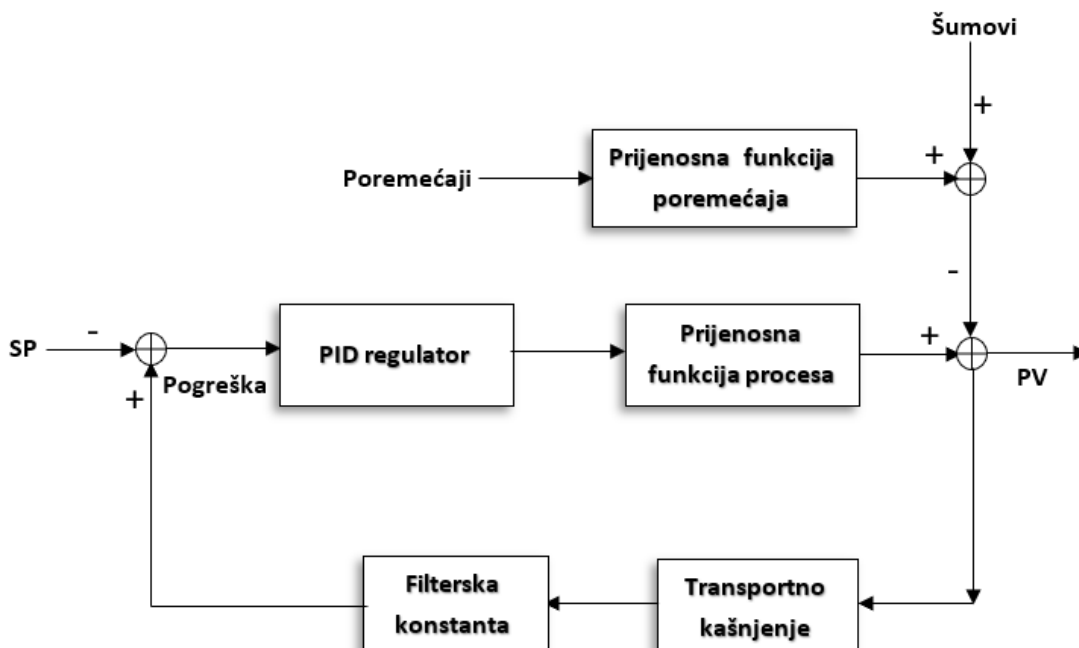 Šumovi
+
Prijenosna funkcija
poremećaja
+
Poremećaji
-
SP
-
PID regulator
Prijenosna
funkcija procesa
+
PV
Pogreška
+
Filterska
konstanta
Transportno
kašnjenje